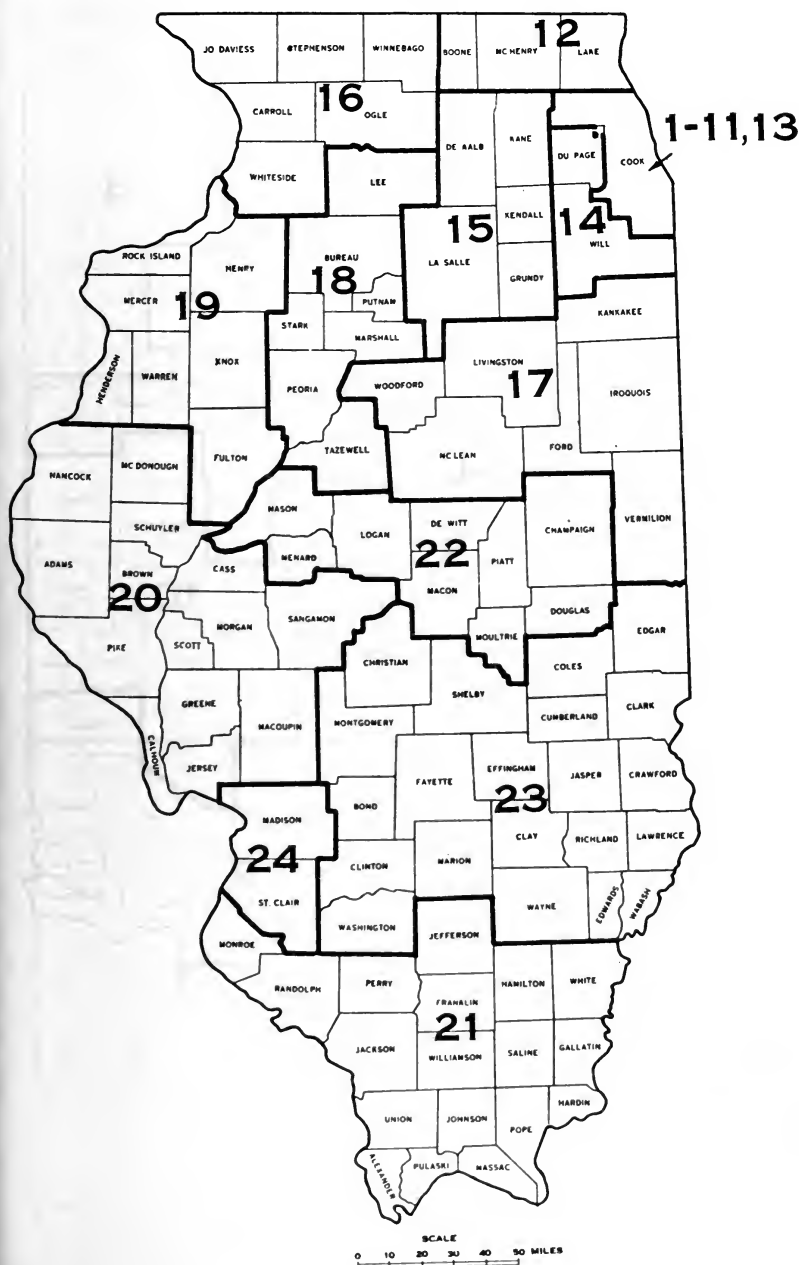 12
JO DAVIESS STEPHENSON WINNEBAGO BOONE MCHENRY LAKE
16
CARROLL OGLE
1-11,13
DE KALB KANE DU PAGE COOK
WHITESIDE LEE
15 KENDALL 14
LA SALLE WILL
ROCK ISLAND HENRY BUREAU GRUNDY
18
MERCER 19 PUTNAM
STARK KANKAKEE
MARSHALL
HENDERSON WARREN KNOX LIVINGSTON
PEORIA WOODFORD 17 IROQUOIS
HANCOCK MCDONOUGH FULTON TAZEWELL MCLEAN FORD
MASON
SCHUYLER LOGAN DE WITT CHAMPAIGN VERMILION
ADAMS CASS MENARD 22 PIATT
BROWN MACON
20
MORGAN SANGAMON DOUGLAS
PIKE SCOTT MOULTRIE EDGAR
CHRISTIAN COLES
GREENE SHELBY
MACOUPIN MONTGOMERY CUMBERLAND CLARK
CALHOUN JERSEY
FAYETTE EFFINGHAM JASPER CRAWFORD
23
MADISON BOND CLAY RICHLAND LAWRENCE
24 CLINTON MARION
ST. CLAIR WAYNE EDWARDS WABASH
WASHINGTON JEFFERSON
MONROE
RANDOLPH PERRY HAMILTON WHITE
FRANKLIN
21
JACKSON WILLIAMSON SALINE GALLATIN
UNION JOHNSON POPE HARDIN
ALEXANDER PULASKI MASSAC
SCALE
0 10 20 30 40 50 MILES